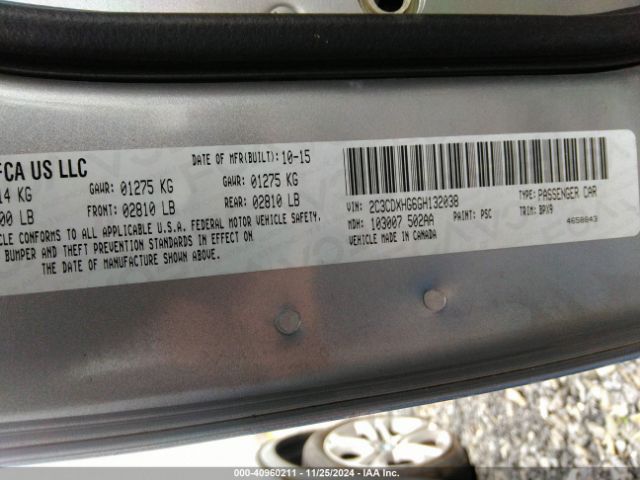 FCA US LLC
DATE OF MFR(BUILT): 10-15
14 KG GAWR: 01275 KG GAWR: 01275 KG
00 LB FRONT: 02810 LB REAR: 02810 LB
CLE CONFORMS TO ALL APPLICABLE U.S.A. FEDERAL MOTOR VEHICLE SAFETY,
BUMPER AND THEFT PREVENTION STANDARDS IN EFFECT ON
THE DATE OF MANUFACTURE SHOWN ABOVE.
VIN: 2C3CDXHG6GH132038 TYPE: PASSENGER CAR
MDH: 103007 502AA PAINT: PSC TRIM: BPX9
VEHICLE MADE IN CANADA 4658843
000-40960211 - 11/25/2024 - IAA Inc.